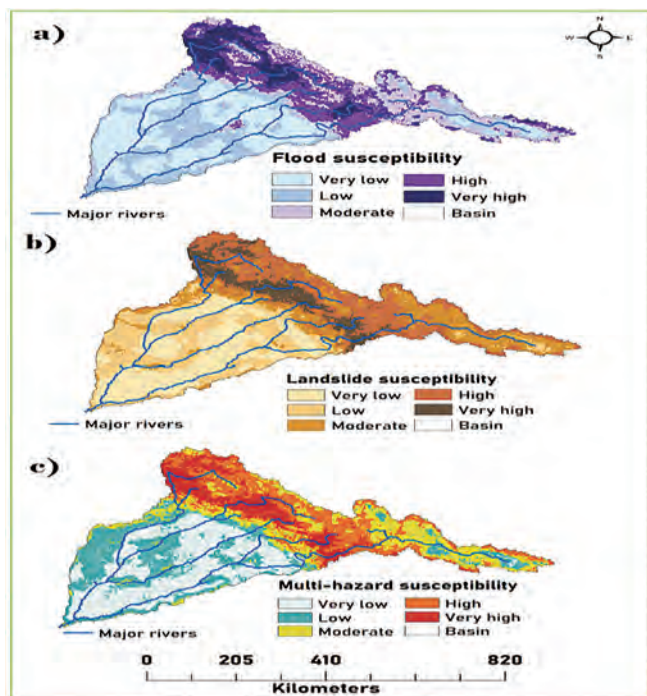 a)
N
W E
S
Flood susceptibility
Very low High
Low Very high
Major rivers Moderate Basin
b)
Landslide susceptibility
Very low High
Low Very high
Major rivers Moderate Basin
c)
Multi-hazard susceptibility
Very low High
Low Very high
Major rivers Moderate Basin
0 205 410 820
Kilometers